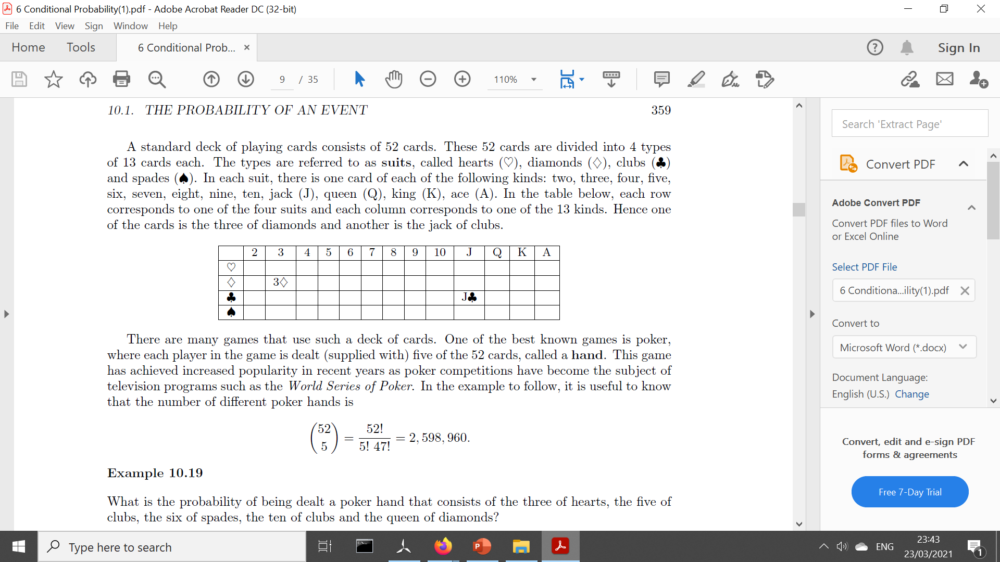 6 Conditional Probability(1).pdf - Adobe Acrobat Reader DC (32-bit)
File Edit View Sign Window Help
Home Tools 6 Conditional Prob... × Sign In
9 / 35 110%
10.1. THE PROBABILITY OF AN EVENT 359
A standard deck of playing cards consists of 52 cards. These 52 cards are divided into 4 types
of 13 cards each. The types are referred to as suits, called hearts (♡), diamonds (♢), clubs (♣)
and spades (♠). In each suit, there is one card of each of the following kinds: two, three, four, five,
six, seven, eight, nine, ten, jack (J), queen (Q), king (K), ace (A). In the table below, each row
corresponds to one of the four suits and each column corresponds to one of the 13 kinds. Hence one
of the cards is the three of diamonds and another is the jack of clubs.
2 3 4 5 6 7 8 9 10 J Q K A
♡
♢ 3♢
♣ J♣
♠
There are many games that use such a deck of cards. One of the best known games is poker,
where each player in the game is dealt (supplied with) five of the 52 cards, called a hand. This game
has achieved increased popularity in recent years as poker competitions have become the subject of
television programs such as the World Series of Poker. In the example to follow, it is useful to know
that the number of different poker hands is
(52 5) = 52! / 5! 47! = 2, 598, 960.
Example 10.19
What is the probability of being dealt a poker hand that consists of the three of hearts, the five of
clubs, the six of spades, the ten of clubs and the queen of diamonds?
Search 'Extract Page'
Convert PDF
Adobe Convert PDF
Convert PDF files to Word
or Excel Online
Select PDF File
6 Conditiona...ility(1).pdf
Convert to
Microsoft Word (*.docx)
Document Language:
English (U.S.) Change
Convert, edit and e-sign PDF
forms & agreements
Free 7-Day Trial
Type here to search
ENG
23:43
23/03/2021
1